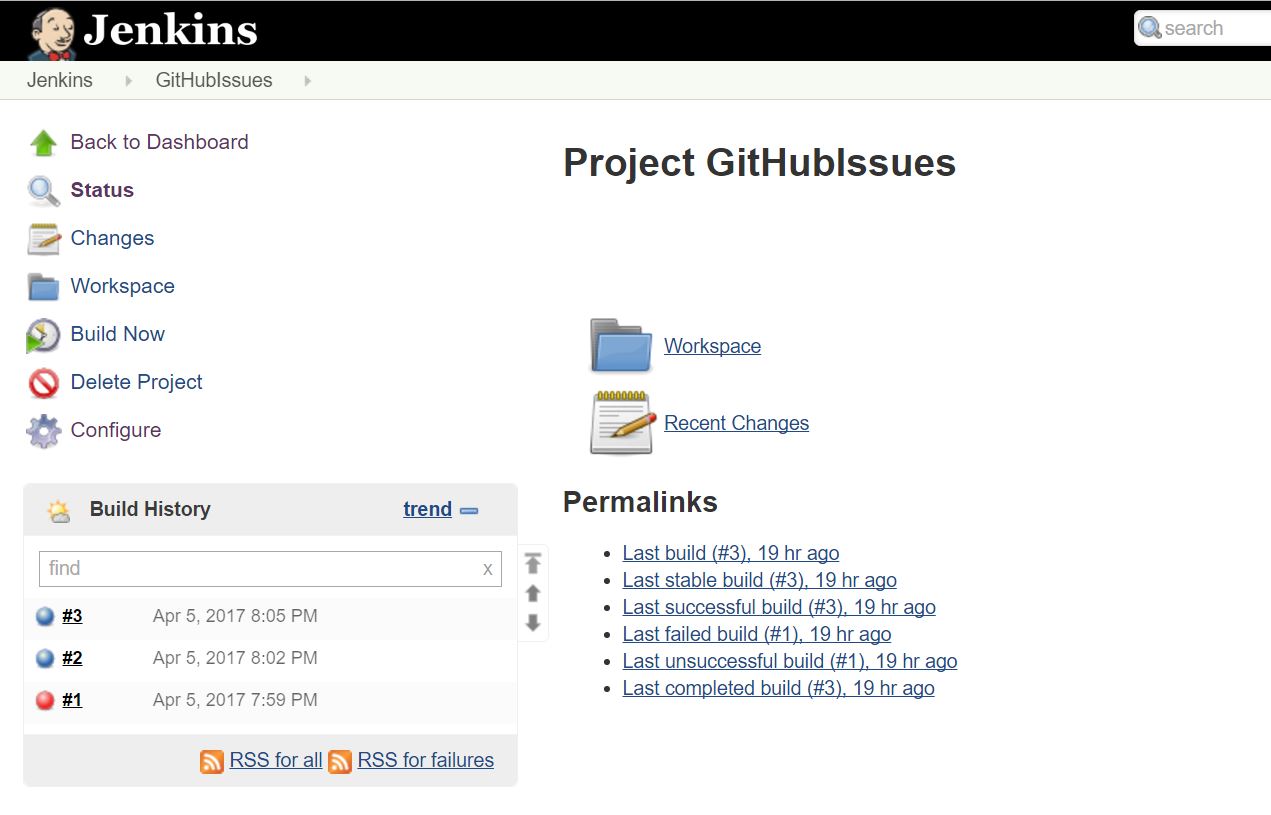 Jenkins
search
Jenkins
GitHubIssues
Back to Dashboard
Status
Changes
Workspace
Build Now
Delete Project
Configure
Build History
trend
find
x
#3 Apr 5, 2017 8:05 PM
#2 Apr 5, 2017 8:02 PM
#1 Apr 5, 2017 7:59 PM
RSS for all RSS for failures
Project GitHubIssues
Workspace
Recent Changes
Permalinks
Last build (#3), 19 hr ago
Last stable build (#3), 19 hr ago
Last successful build (#3), 19 hr ago
Last failed build (#1), 19 hr ago
Last unsuccessful build (#1), 19 hr ago
Last completed build (#3), 19 hr ago